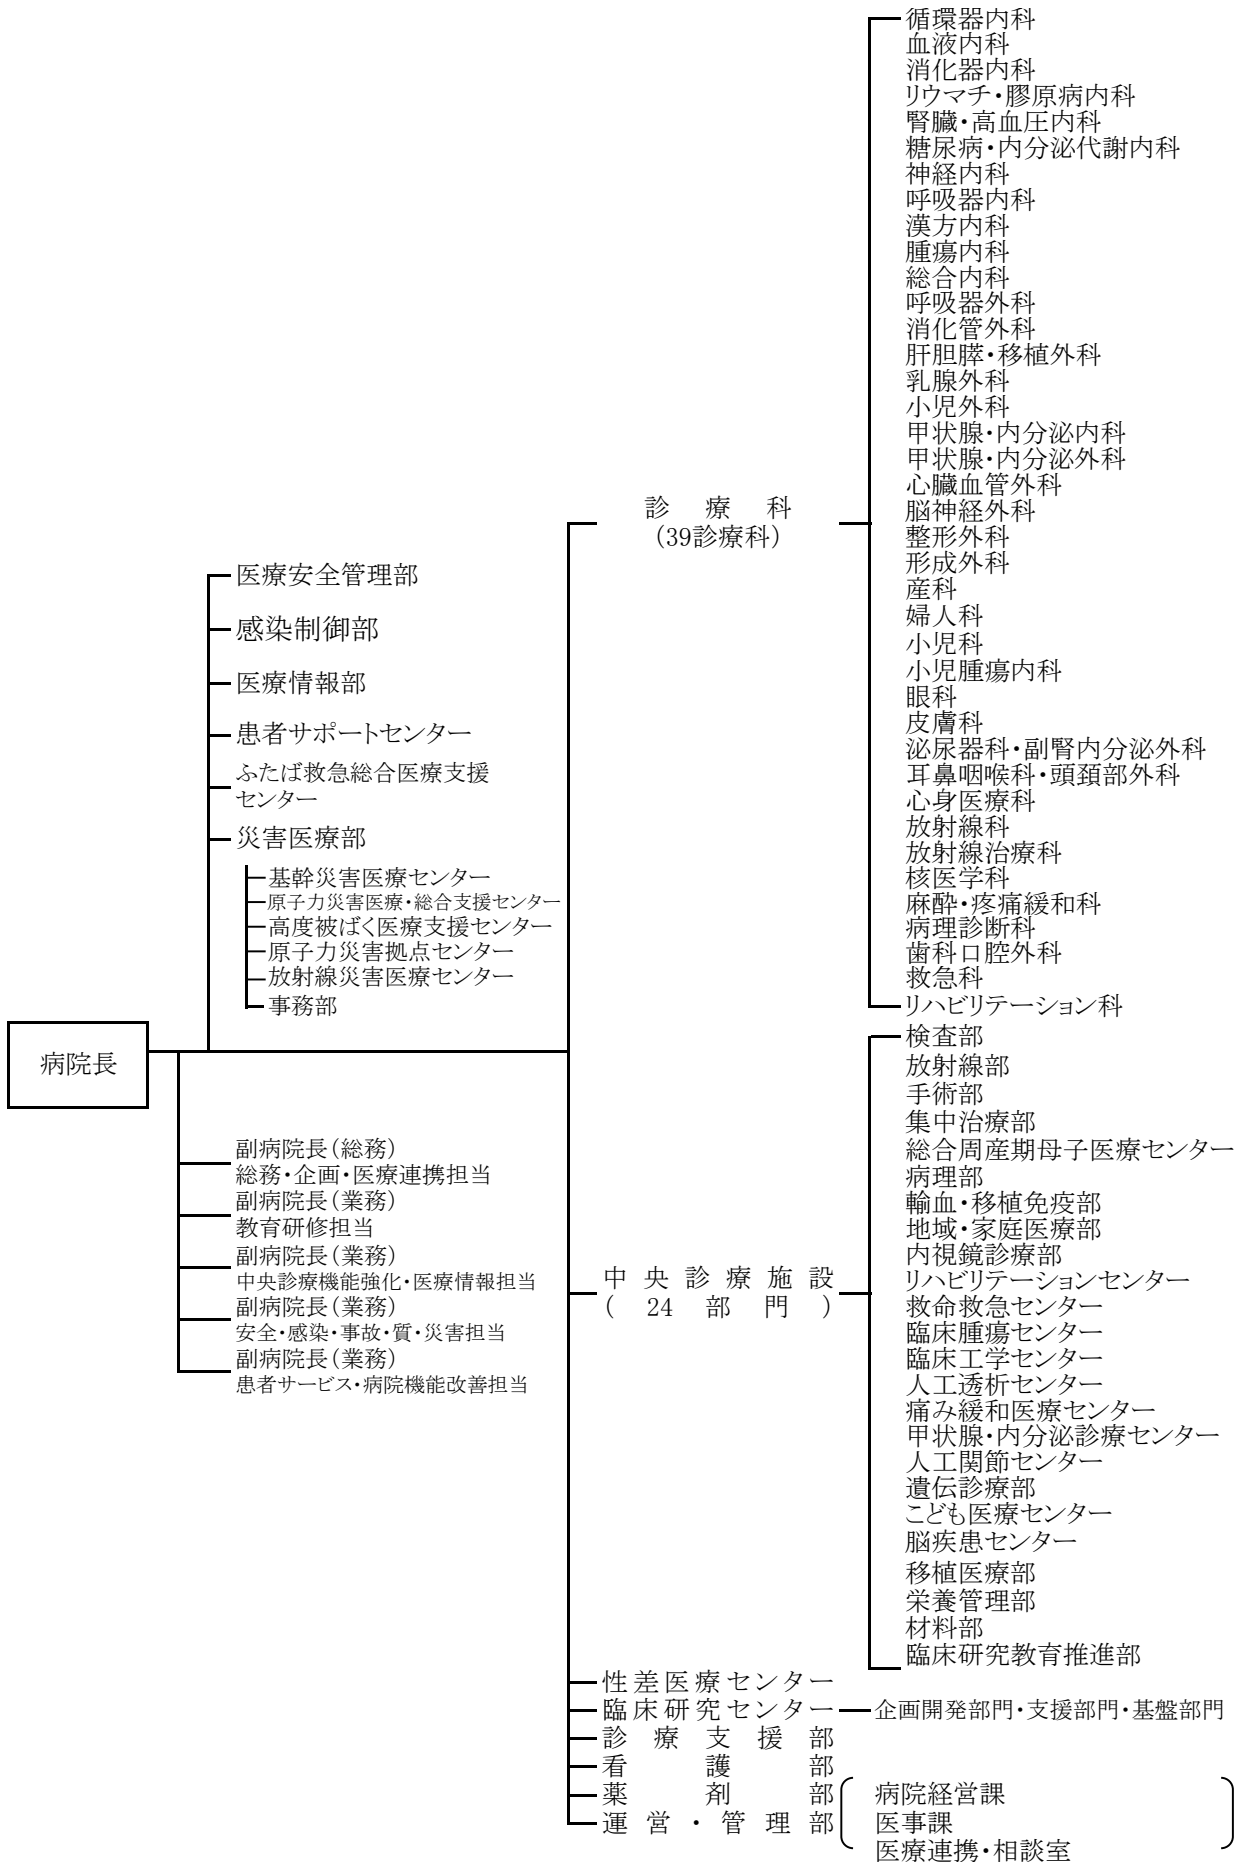 病院長
医療安全管理部
感染制御部
医療情報部
患者サポートセンター
ふたば救急総合医療支援
センター
災害医療部
基幹災害医療センター
原子力災害医療・総合支援センター
高度被ばく医療支援センター
原子力災害拠点センター
放射線災害医療センター
事務部
副病院長(総務)
総務・企画・医療連携担当
副病院長(業務)
教育研修担当
副病院長(業務)
中央診療機能強化・医療情報担当
副病院長(業務)
安全・感染・事故・質・災害担当
副病院長(業務)
患者サービス・病院機能改善担当
診療科
(39診療科)
循環器内科
血液内科
消化器内科
リウマチ・膠原病内科
腎臓・高血圧内科
糖尿病・内分泌代謝内科
神経内科
呼吸器内科
漢方内科
腫瘍内科
総合内科
呼吸器外科
消化管外科
肝胆膵・移植外科
乳腺外科
小児外科
甲状腺・内分泌内科
甲状腺・内分泌外科
心臓血管外科
脳神経外科
整形外科
形成外科
産科
婦人科
小児科
小児腫瘍内科
眼科
皮膚科
泌尿器科・副腎内分泌外科
耳鼻咽喉科・頭頚部外科
心身医療科
放射線科
放射線治療科
核医学科
麻酔・疼痛緩和科
病理診断科
歯科口腔外科
救急科
リハビリテーション科
中央診療施設
(24部門)
検査部
放射線部
手術部
集中治療部
総合周産期母子医療センター
病理部
輸血・移植免疫部
地域・家庭医療部
内視鏡診療部
リハビリテーションセンター
救命救急センター
臨床腫瘍センター
臨床工学センター
人工透析センター
痛み緩和医療センター
甲状腺・内分泌診療センター
人工関節センター
遺伝診療部
こども医療センター
脳疾患センター
移植医療部
栄養管理部
材料部
臨床研究教育推進部
性差医療センター
臨床研究センター
企画開発部門・支援部門・基盤部門
診療支援部
看護部
薬剤部
運営・管理部
病院経営課
医事課
医療連携・相談室